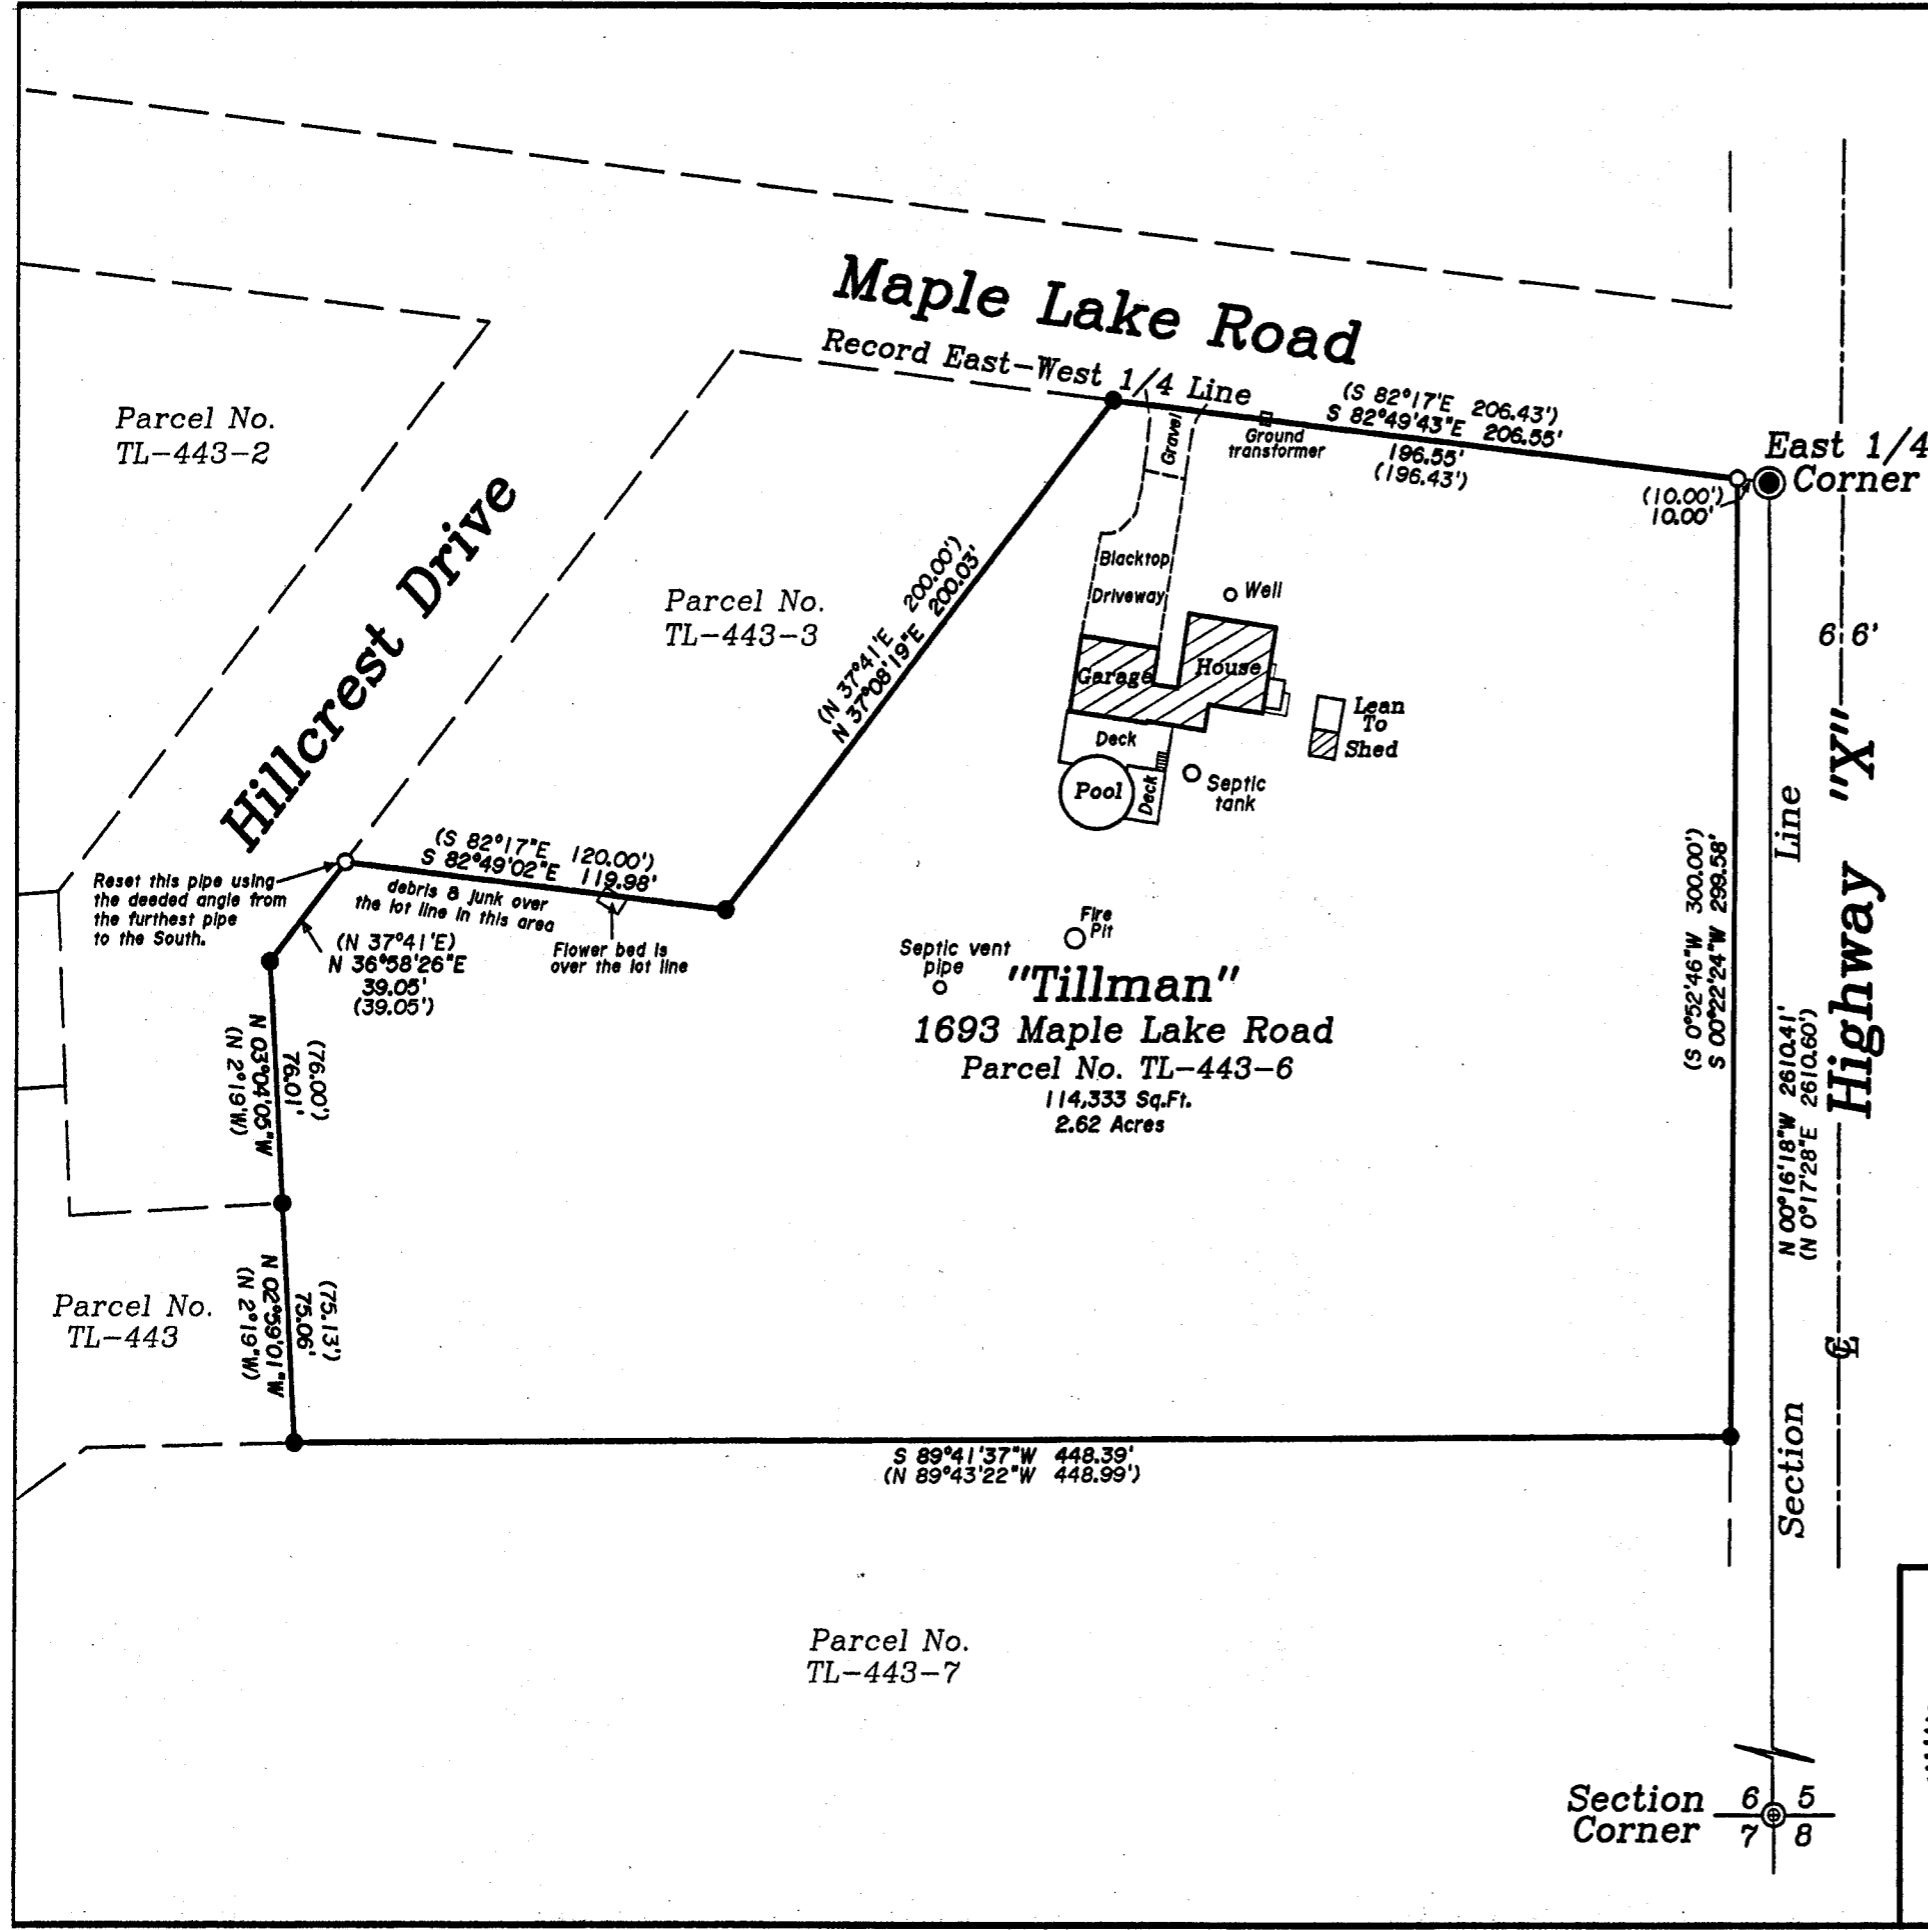 Maple Lake Road
Record East-West 1/4 Line
(S 82°17'E 206.43')
S 82°49'43"E 206.55'
196.55'
(196.43')
Ground
transformer
Gravel
East 1/4
Corner
(10.00')
10.00'
Parcel No.
TL-443-2
Hillcrest Drive
Parcel No.
TL-443-3
(N 37°41'E 200.00')
N 37°08'19"E 200.03'
Blacktop
Driveway
Well
House
Garage
Lean
To
Shed
Deck
Pool
Deck
Septic
tank
66'
Highway "X"
Section Line
(S 0°52'46"W 300.00')
S 00°22'24"W 299.58'
N 00°16'18"W 2610.41'
(N 0°17'28"E 2610.60')
℄
(S 82°17"E 120.00')
S 82°49'02"E 119.98'
debris & junk over
the lot line in this area
Flower bed is
over the lot line
Reset this pipe using
the deeded angle from
the furthest pipe
to the South.
(N 37°41'E)
N 36°58'26"E
39.05'
(39.05')
Fire
Pit
Septic vent
pipe
"Tillman"
1693 Maple Lake Road
Parcel No. TL-443-6
114,333 Sq.Ft.
2.62 Acres
(76.00')
76.01'
N 03°04'05"W
(N 2°19'W)
(75.13')
75.06'
N 02°59'01"W
(N 2°19"W)
Parcel No.
TL-443
S 89°41'37"W 448.39'
(N 89°43'22"W 448.99')
Parcel No.
TL-443-7
Section
Corner
6 5
7 8